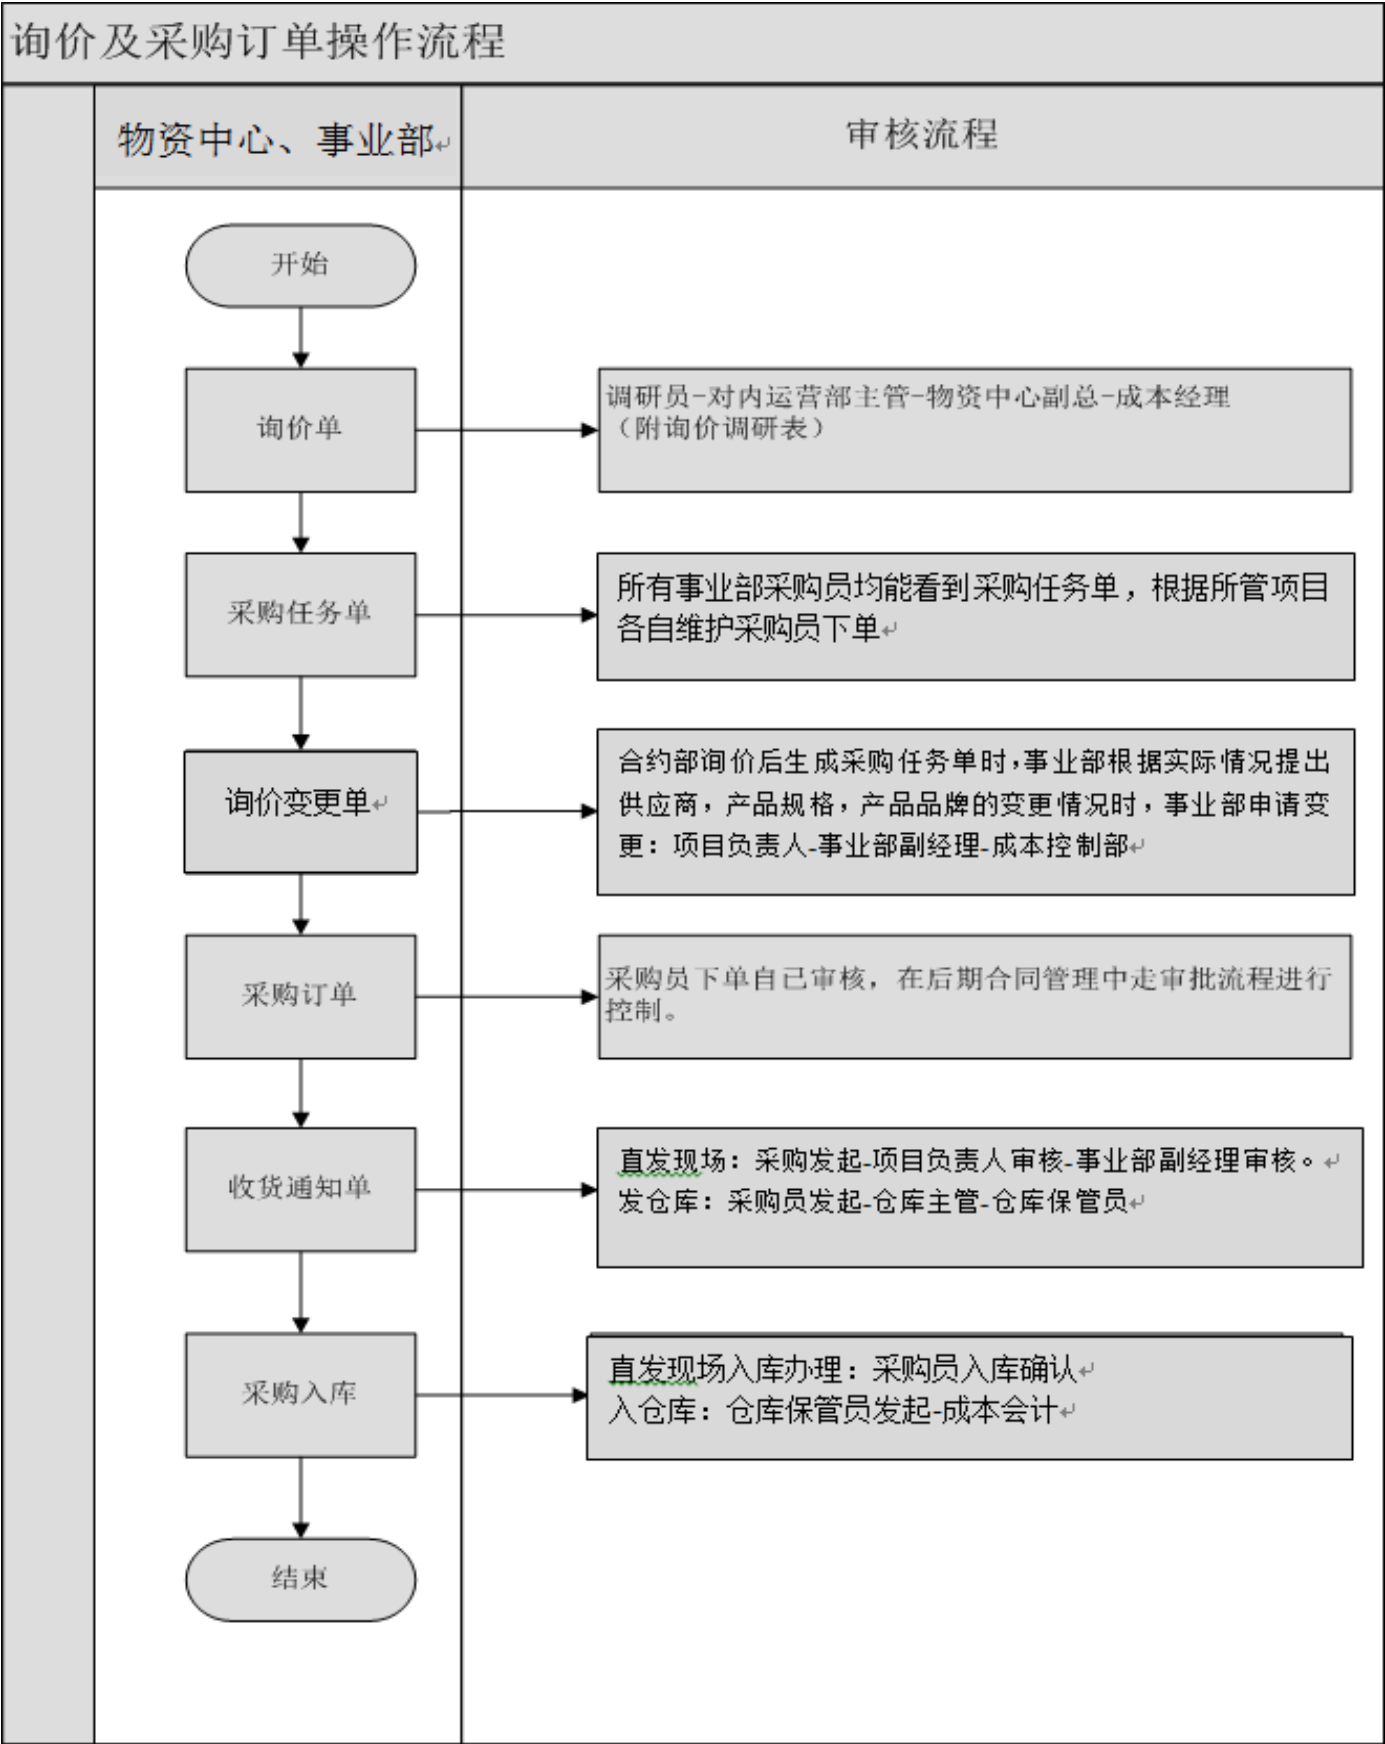 询价及采购订单操作流程
物资中心、事业部
审核流程
开始
询价单
调研员-对内运营部主管-物资中心副总-成本经理
（附询价调研表）
采购任务单
所有事业部采购员均能看到采购任务单，根据所管项目
各自维护采购员下单
询价变更单
合约部询价后生成采购任务单时，事业部根据实际情况提出
供应商，产品规格，产品品牌的变更情况时，事业部申请变
更：项目负责人-事业部副经理-成本控制部
采购订单
采购员下单自己审核，在后期合同管理中走审批流程进行
控制。
收货通知单
直发现场：采购发起-项目负责人审核-事业部副经理审核。
发仓库：采购员发起-仓库主管-仓库保管员
采购入库
直发现场入库办理：采购员入库确认
入仓库：仓库保管员发起-成本会计
结束